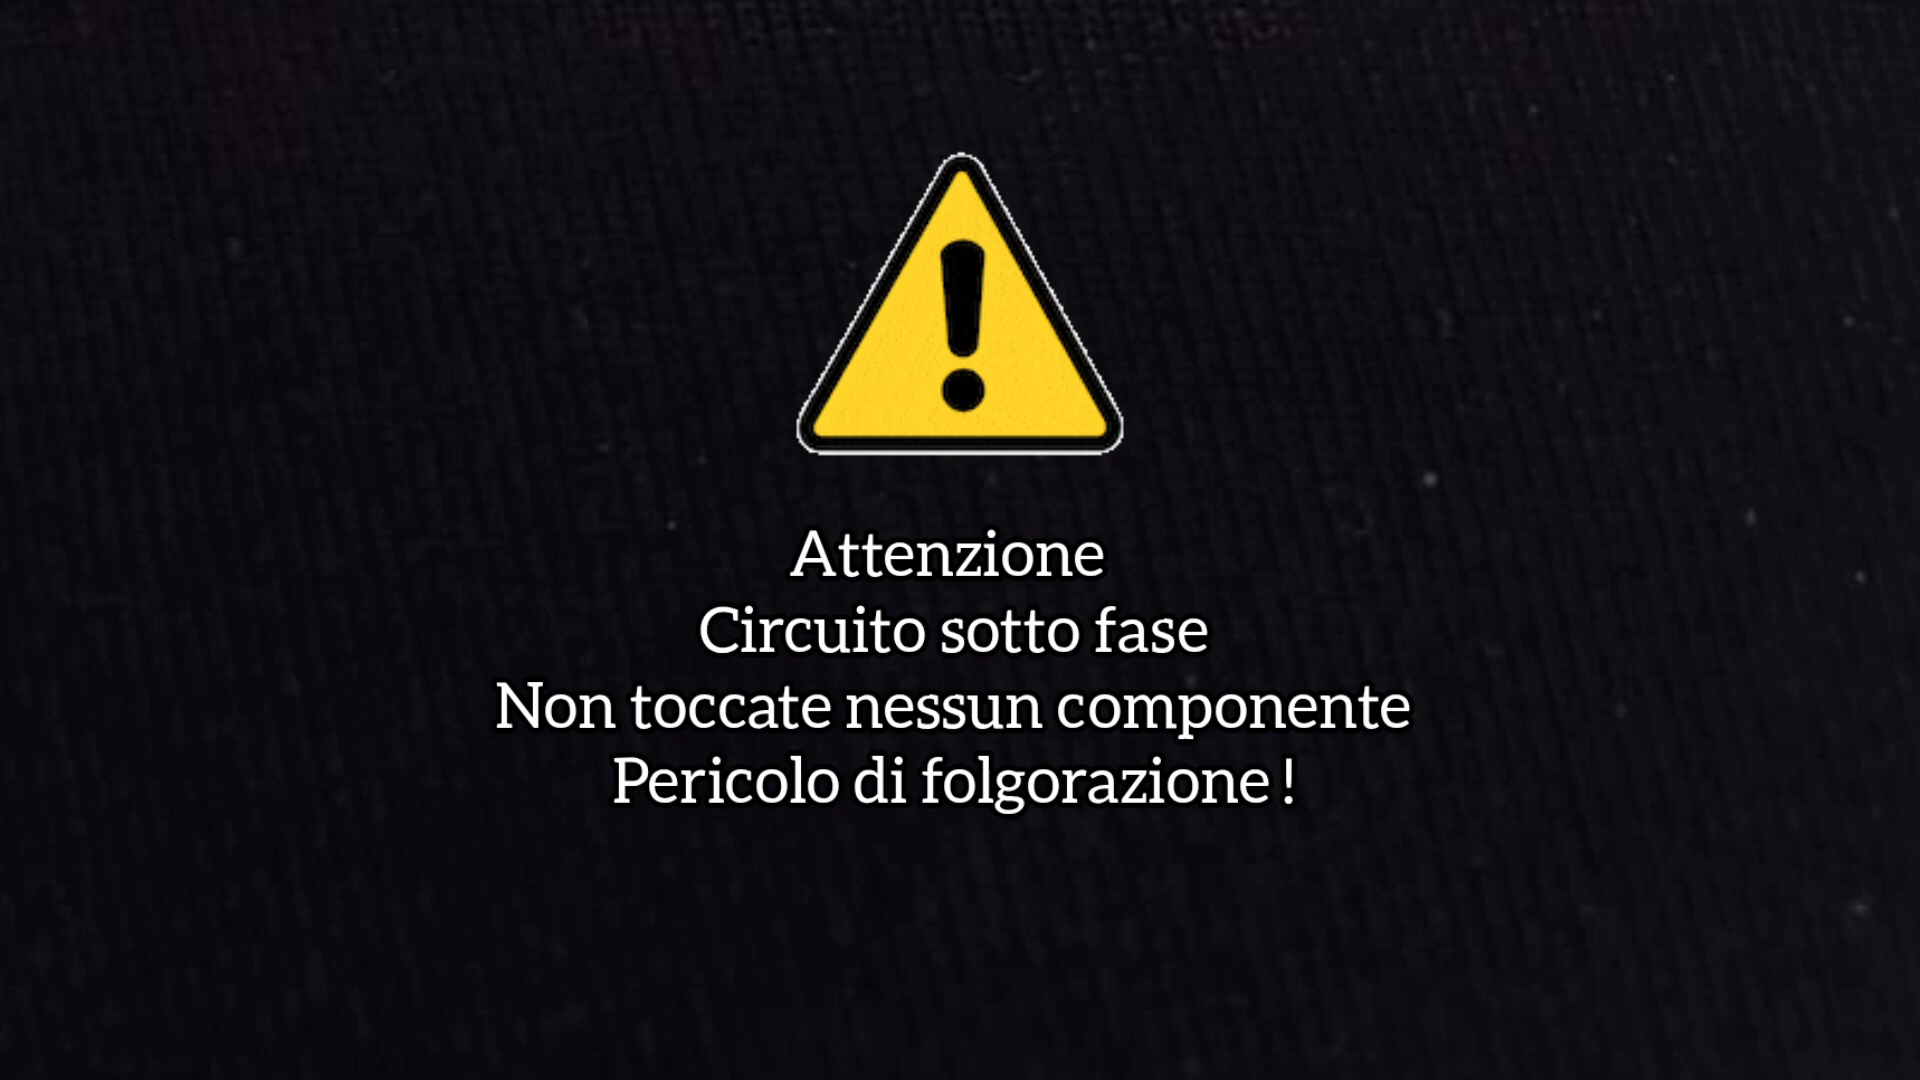 Attenzione
Circuito sotto fase
Non toccate nessun componente
Pericolo di folgorazione!